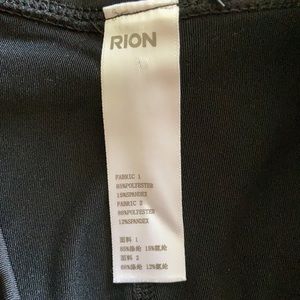 RION
FABRIC 1
85%POLYESTER
15%SPANDEX
FABRIC 2
88%POLYESTER
12%SPANDEX
面料 1
85%涤纶 15%氨纶
面料 2
88%涤纶 12%氨纶